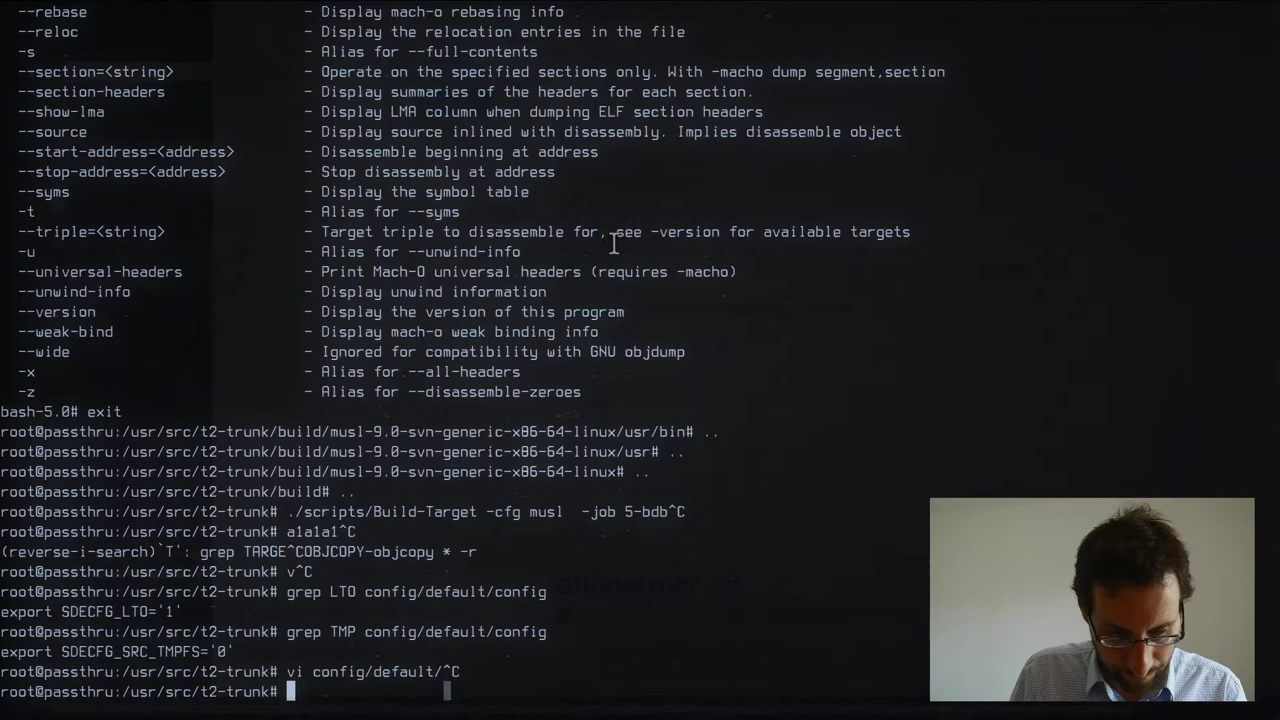 --rebase - Display mach-o rebasing info
--reloc - Display the relocation entries in the file
-s - Alias for --full-contents
--section=<string> - Operate on the specified sections only. With -macho dump segment,section
--section-headers - Display summaries of the headers for each section.
--show-lma - Display LMA column when dumping ELF section headers
--source - Display source inlined with disassembly. Implies disassemble object
--start-address=<address> - Disassemble beginning at address
--stop-address=<address> - Stop disassembly at address
--syms - Display the symbol table
-t - Alias for --syms
--triple=<string> - Target triple to disassemble for, see -version for available targets
-u - Alias for --unwind-info
--universal-headers - Print Mach-O universal headers (requires -macho)
--unwind-info - Display unwind information
--version - Display the version of this program
--weak-bind - Display mach-o weak binding info
--wide - Ignored for compatibility with GNU objdump
-x - Alias for --all-headers
-z - Alias for --disassemble-zeroes
bash-5.0# exit
root@passthru:/usr/src/t2-trunk/build/musl-9.0-svn-generic-x86-64-linux/usr/bin# ..
root@passthru:/usr/src/t2-trunk/build/musl-9.0-svn-generic-x86-64-linux/usr# ..
root@passthru:/usr/src/t2-trunk/build/musl-9.0-svn-generic-x86-64-linux# ..
root@passthru:/usr/src/t2-trunk/build# ..
root@passthru:/usr/src/t2-trunk# ./scripts/Build-Target -cfg musl  -job 5-bdb^C
root@passthru:/usr/src/t2-trunk# a1a1a1^C
(reverse-i-search)`T': grep TARGE^COBJCOPY-objcopy * -r
root@passthru:/usr/src/t2-trunk# v^C
root@passthru:/usr/src/t2-trunk# grep LTO config/default/config
export SDECFG_LTO='1'
root@passthru:/usr/src/t2-trunk# grep TMP config/default/config
export SDECFG_SRC_TMPFS='0'
root@passthru:/usr/src/t2-trunk# vi config/default/^C
root@passthru:/usr/src/t2-trunk#